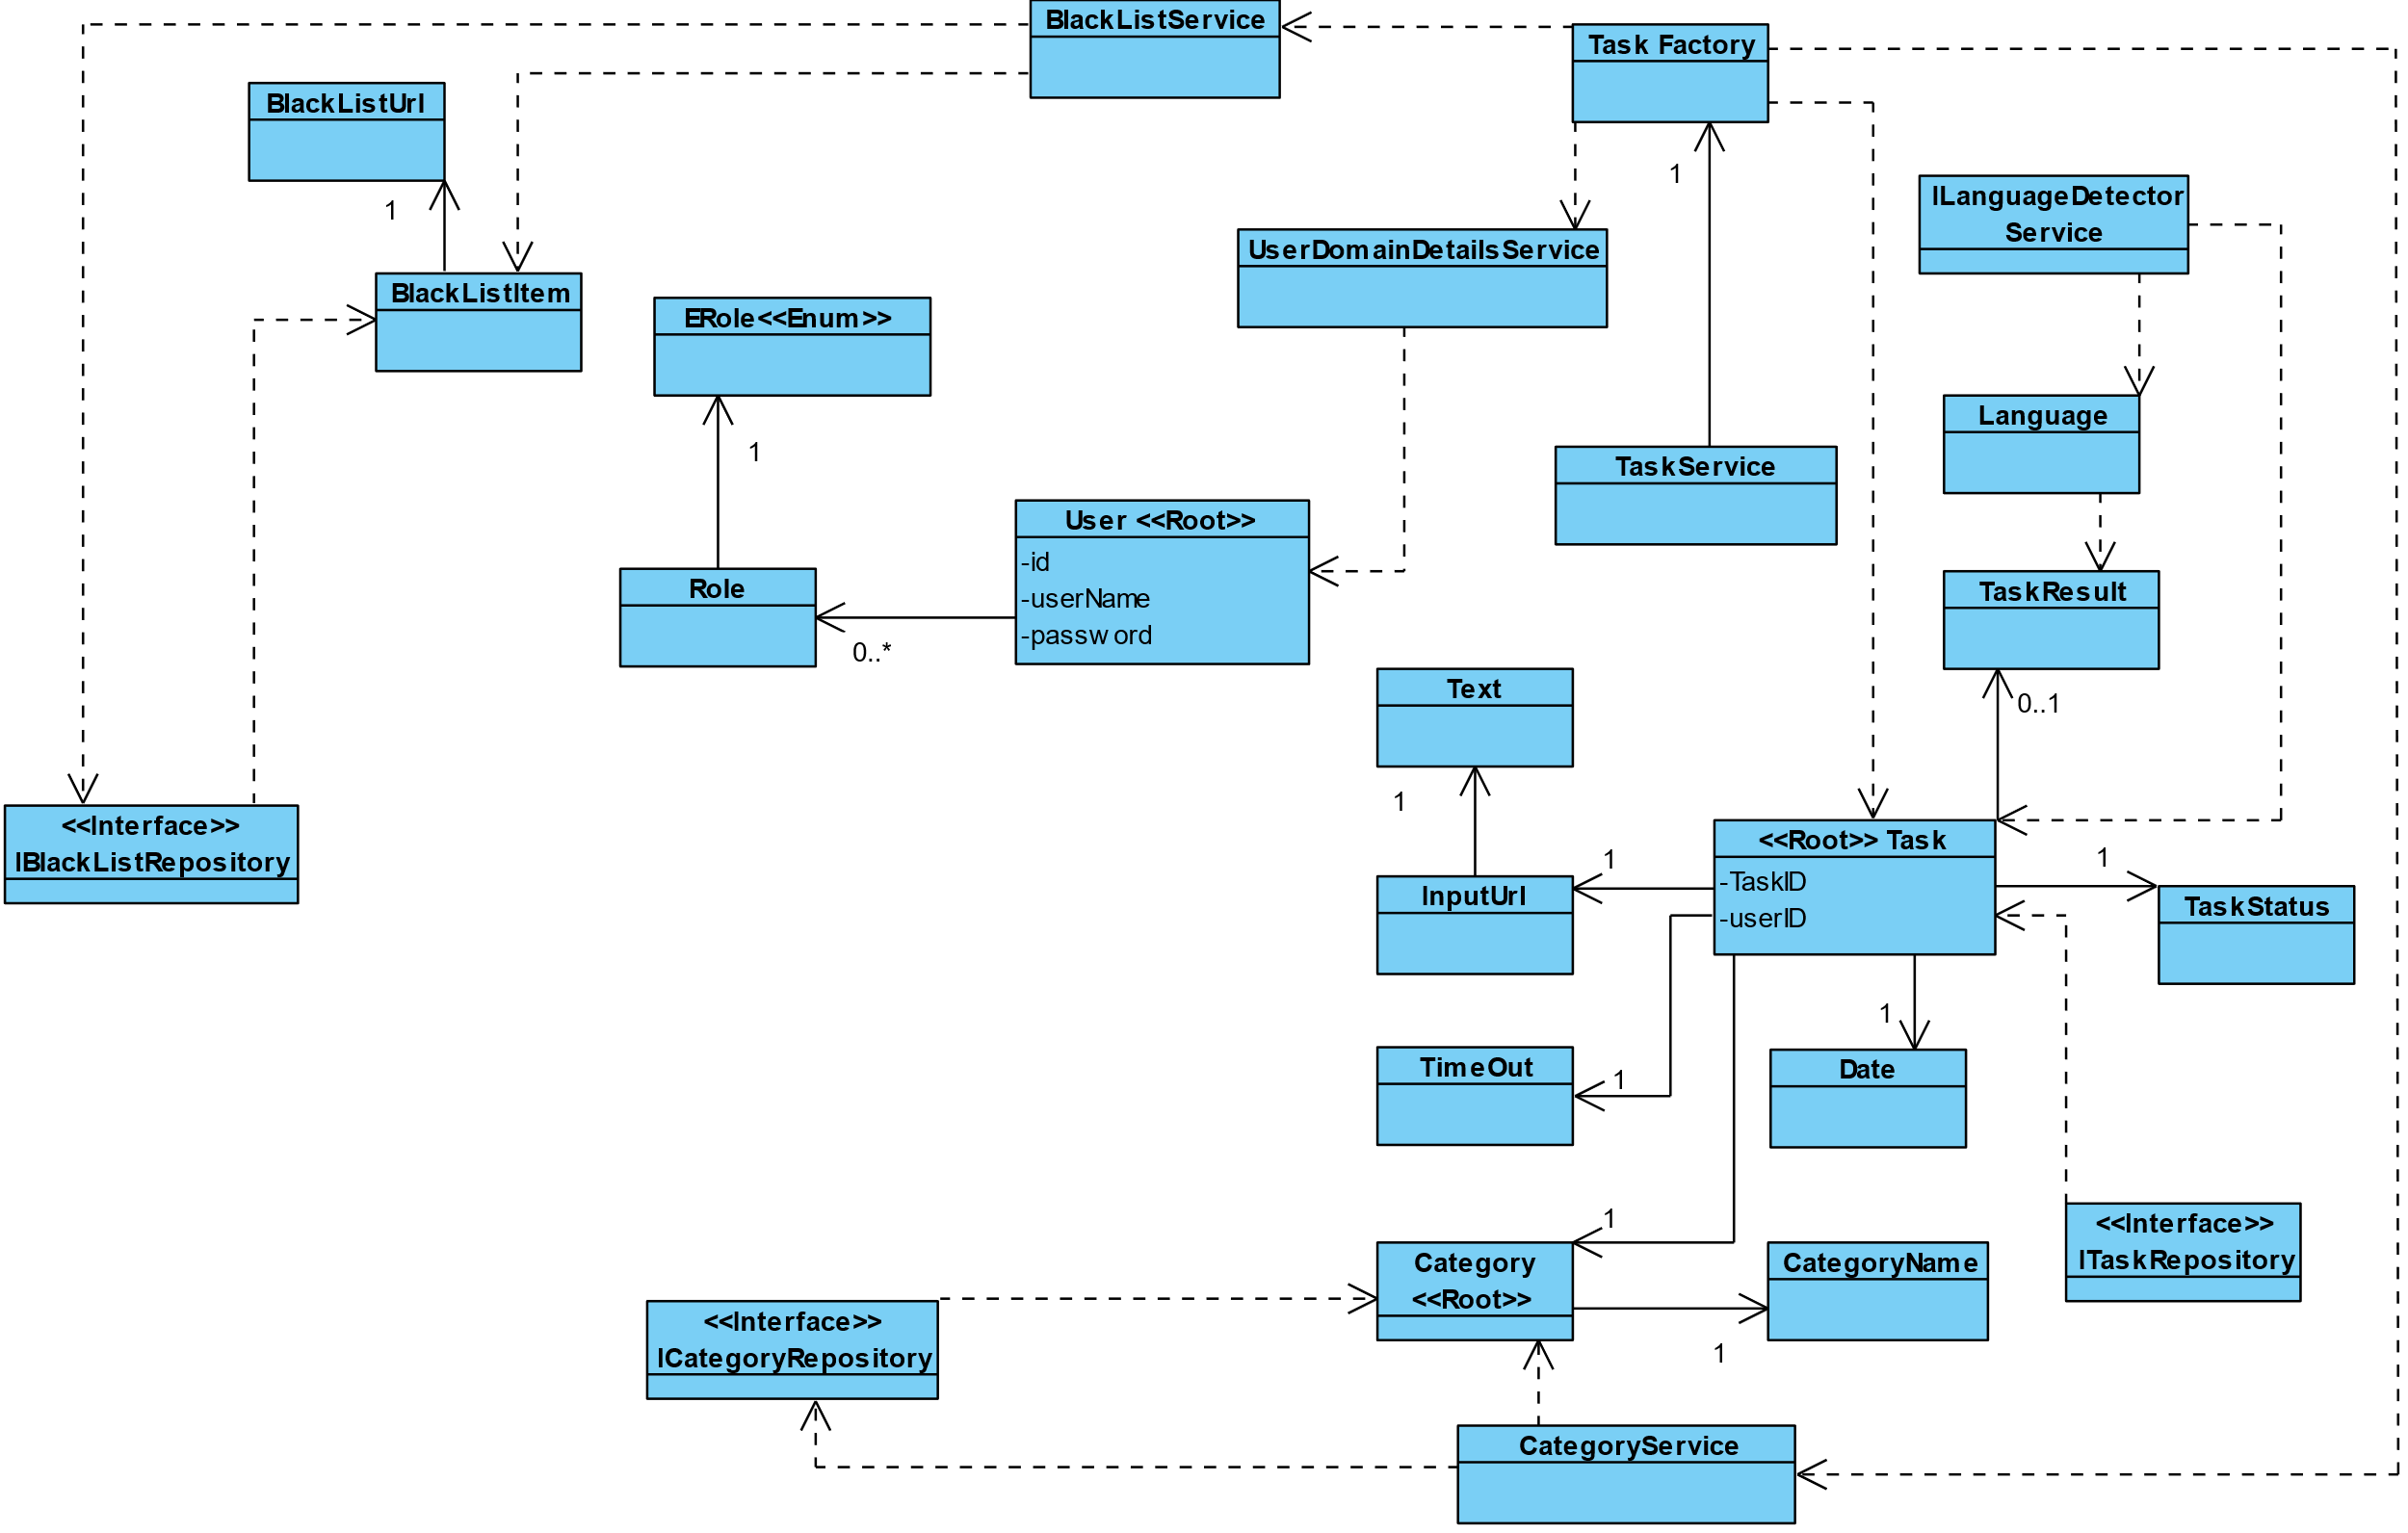 BlackListService
Task Factory
BlackListUrl
1
1
ILanguageDetector
Service
UserDomainDetailsService
BlackListItem
ERole<<Enum>>
Language
1
TaskService
User <<Root>>
-id
-userName
-password
Role
0..*
TaskResult
Text
0..1
1
<<Interface>>
IBlackListRepository
<<Root>> Task
-TaskID
-userID
1
1
InputUrl
TaskStatus
1
TimeOut
1
Date
1
<<Interface>>
ITaskRepository
Category
<<Root>>
CategoryName
1
<<Interface>>
ICategoryRepository
CategoryService